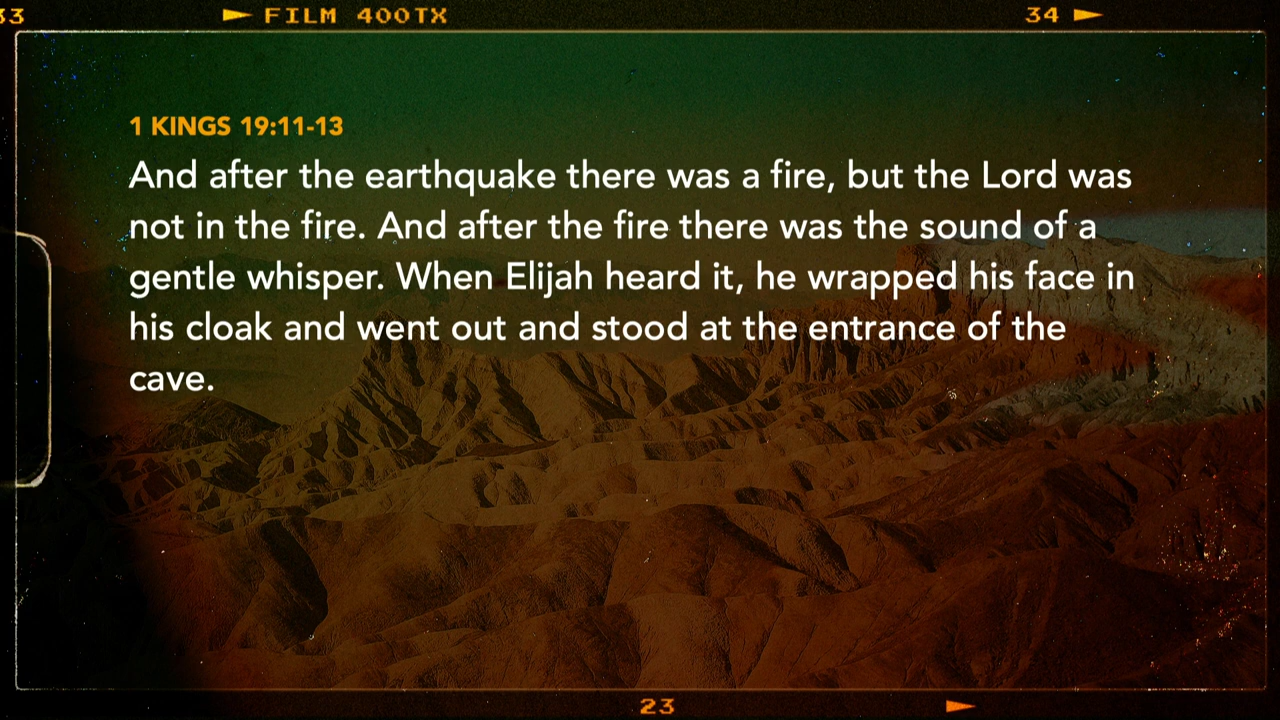 33 FILM 400TX 34
1 KINGS 19:11-13
And after the earthquake there was a fire, but the Lord was
not in the fire. And after the fire there was the sound of a
gentle whisper. When Elijah heard it, he wrapped his face in
his cloak and went out and stood at the entrance of the
cave.
23